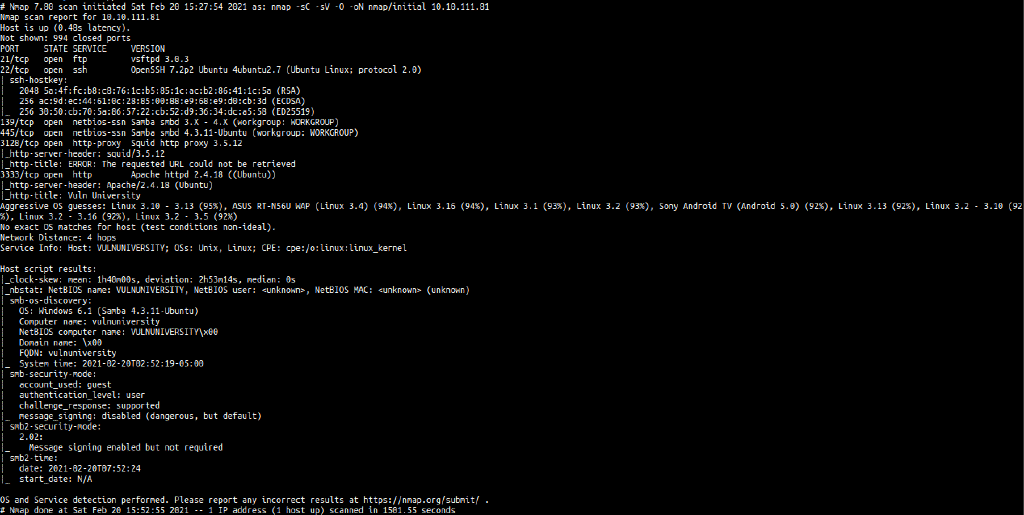 # Nmap 7.80 scan initiated Sat Feb 20 15:27:54 2021 as: nmap -sC -sV -O -oN nmap/initial 10.10.111.81
Nmap scan report for 10.10.111.81
Host is up (0.40s latency).
Not shown: 994 closed ports
PORT     STATE SERVICE     VERSION
21/tcp   open  ftp         vsftpd 3.0.3
22/tcp   open  ssh         OpenSSH 7.2p2 Ubuntu 4ubuntu2.7 (Ubuntu Linux; protocol 2.0)
| ssh-hostkey:
|   2048 5a:4f:fc:b8:c8:76:1c:b5:85:1c:ac:b2:86:41:1c:5a (RSA)
|   256 ac:9d:ec:44:61:0c:28:85:00:88:e9:68:e9:d0:cb:3d (ECDSA)
|_  256 30:50:cb:70:5a:86:57:22:cb:52:d9:36:34:dc:a5:58 (ED25519)
139/tcp  open  netbios-ssn Samba smbd 3.X - 4.X (workgroup: WORKGROUP)
445/tcp  open  netbios-ssn Samba smbd 4.3.11-Ubuntu (workgroup: WORKGROUP)
3128/tcp open  http-proxy  Squid http proxy 3.5.12
|_http-server-header: squid/3.5.12
|_http-title: ERROR: The requested URL could not be retrieved
3333/tcp open  http        Apache httpd 2.4.18 ((Ubuntu))
|_http-server-header: Apache/2.4.18 (Ubuntu)
|_http-title: Vuln University
Aggressive OS guesses: Linux 3.10 - 3.13 (95%), ASUS RT-N56U WAP (Linux 3.4) (94%), Linux 3.16 (94%), Linux 3.1 (93%), Linux 3.2 (93%), Sony Android TV (Android 5.0) (92%), Linux 3.13 (92%), Linux 3.2 - 3.10 (92
%), Linux 3.2 - 3.16 (92%), Linux 3.2 - 3.5 (92%)
No exact OS matches for host (test conditions non-ideal).
Network Distance: 4 hops
Service Info: Host: VULNUNIVERSITY; OSs: Unix, Linux; CPE: cpe:/o:linux:linux_kernel
Host script results:
|_clock-skew: mean: 1h40m00s, deviation: 2h53m14s, median: 0s
|_nbstat: NetBIOS name: VULNUNIVERSITY, NetBIOS user: <unknown>, NetBIOS MAC: <unknown> (unknown)
| smb-os-discovery:
|   OS: Windows 6.1 (Samba 4.3.11-Ubuntu)
|   Computer name: vulnuniversity
|   NetBIOS computer name: VULNUNIVERSITY\x00
|   Domain name: \x00
|   FQDN: vulnuniversity
|_  System time: 2021-02-20T02:52:19-05:00
| smb-security-mode:
|   account_used: guest
|   authentication_level: user
|   challenge_response: supported
|_  message_signing: disabled (dangerous, but default)
| smb2-security-mode:
|   2.02:
|_    Message signing enabled but not required
| smb2-time:
|   date: 2021-02-20T07:52:24
|_  start_date: N/A
OS and Service detection performed. Please report any incorrect results at https://nmap.org/submit/ .
# Nmap done at Sat Feb 20 15:52:55 2021 -- 1 IP address (1 host up) scanned in 1501.55 seconds